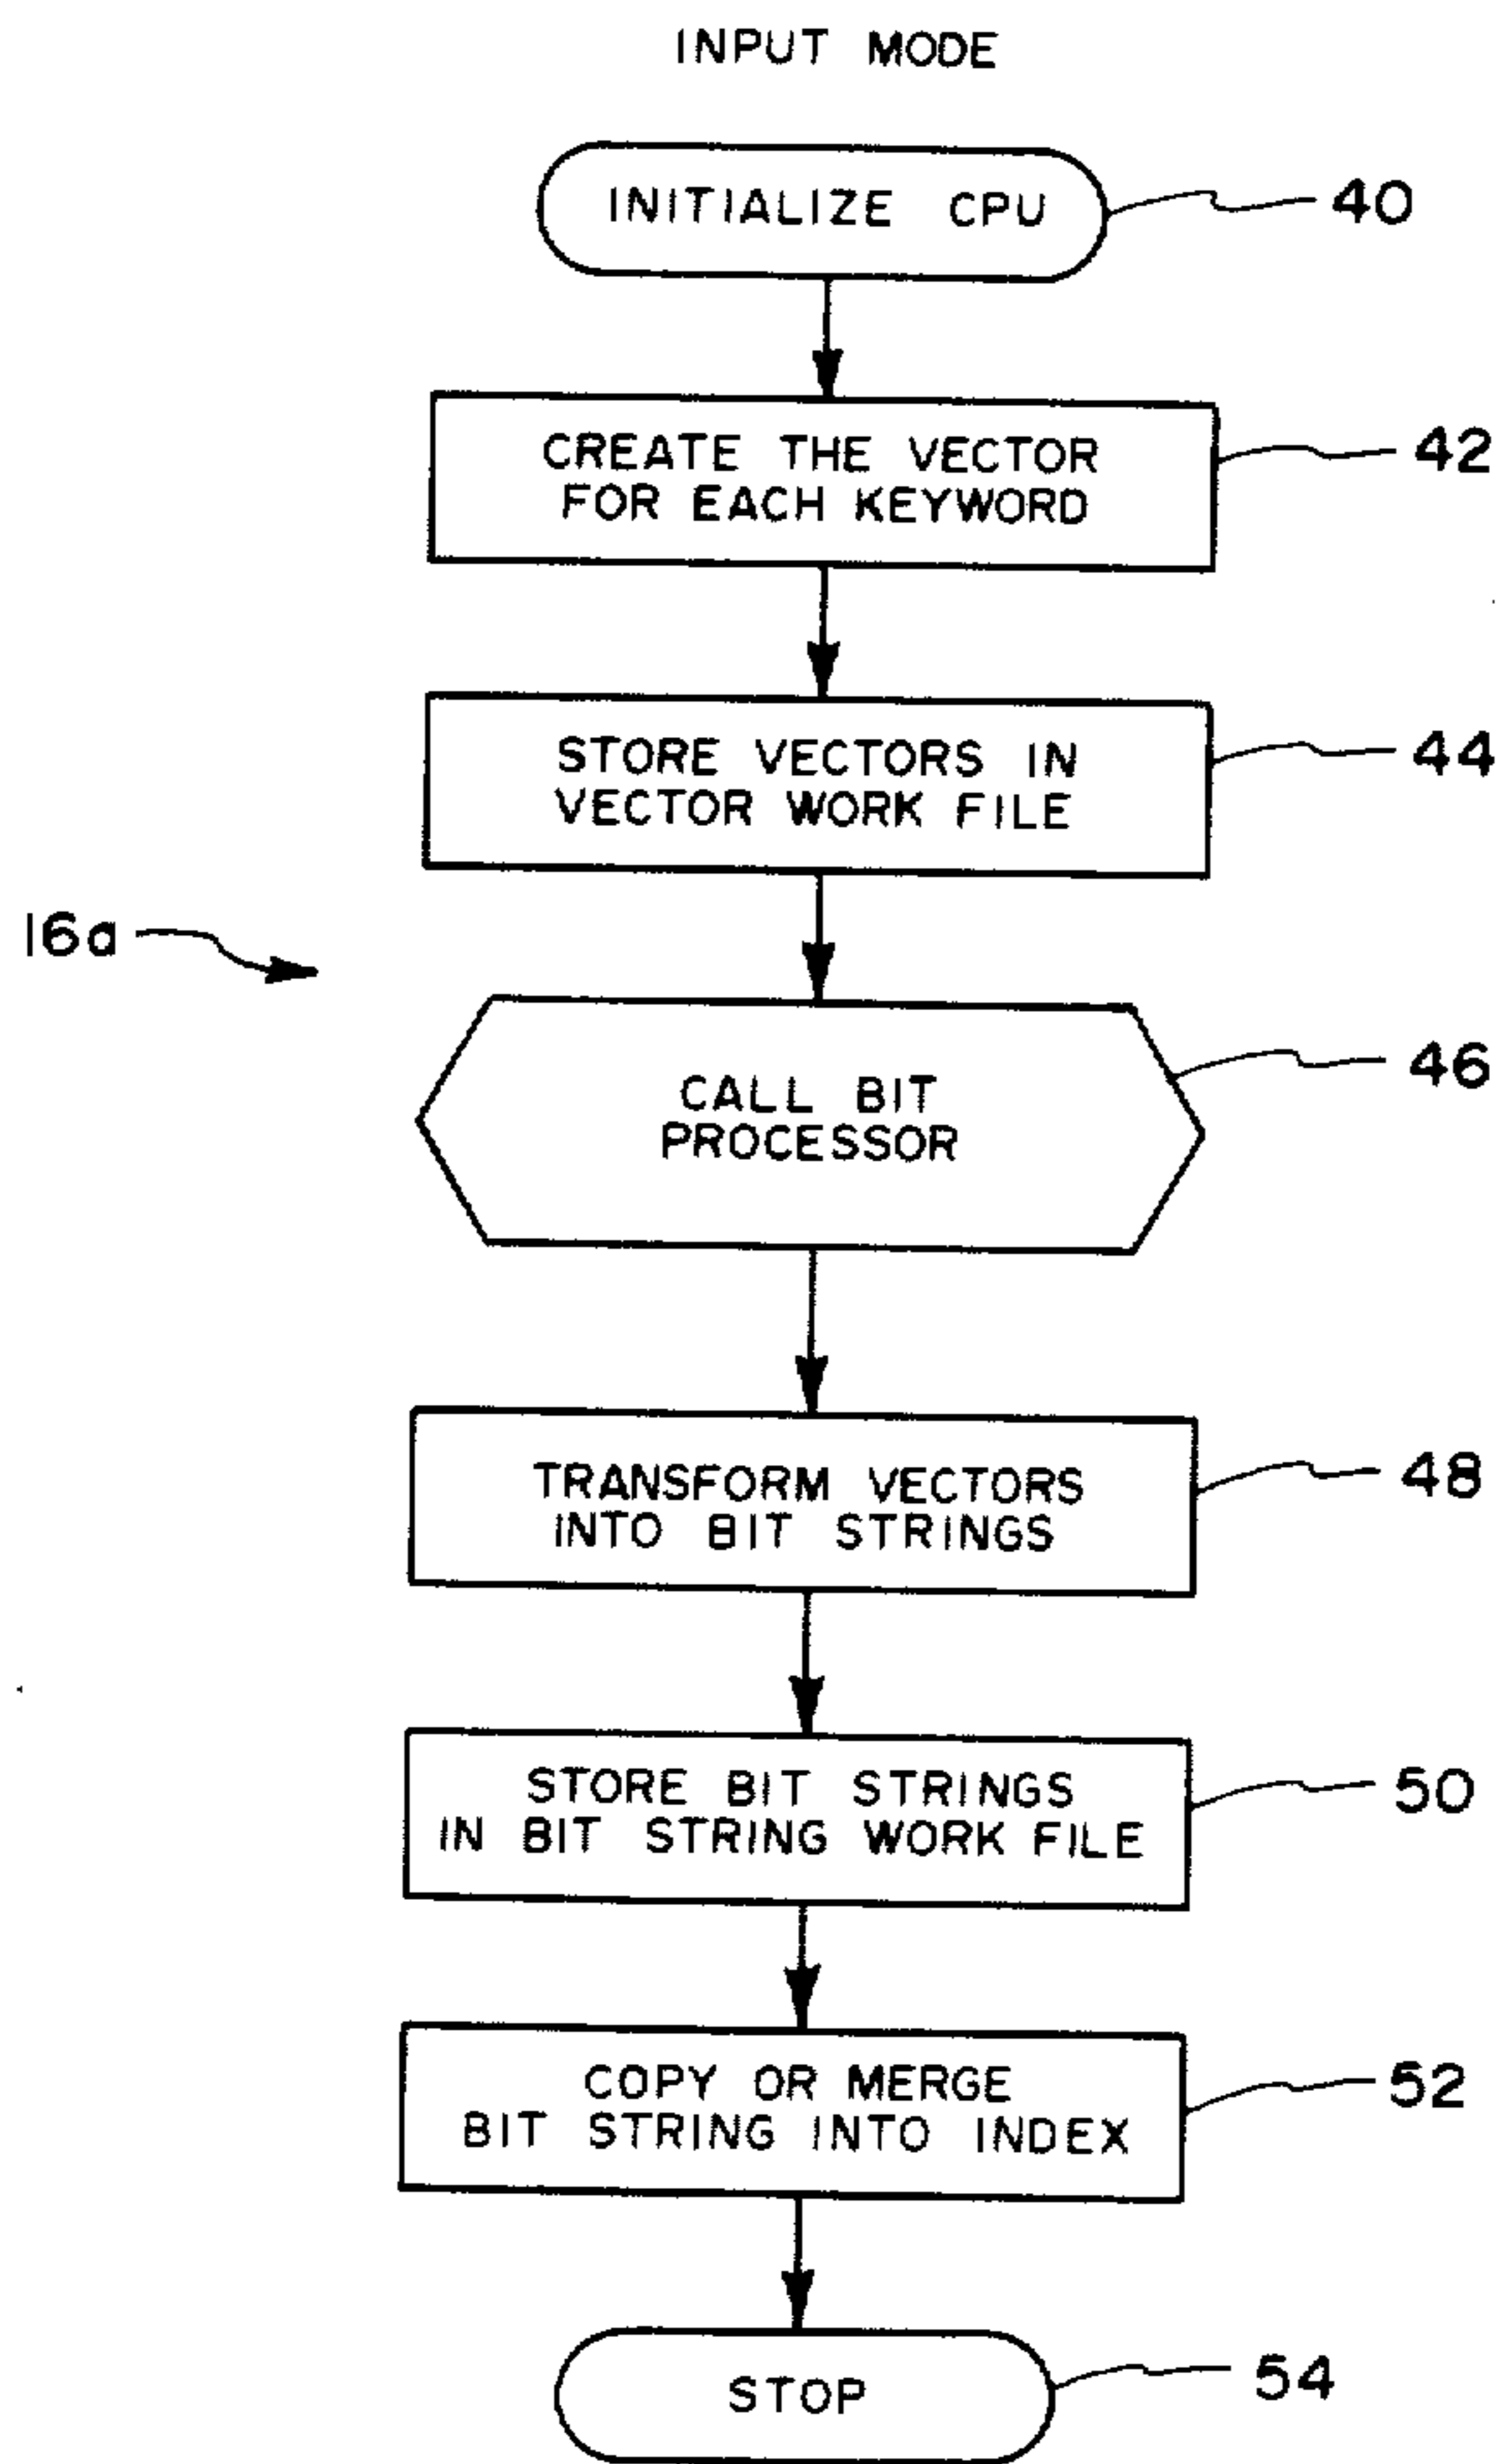 INPUT MODE
INITIALIZE CPU
40
CREATE THE VECTOR
FOR EACH KEYWORD
42
STORE VECTORS IN
VECTOR WORK FILE
44
16a
CALL BIT
PROCESSOR
46
TRANSFORM VECTORS
INTO BIT STRINGS
48
STORE BIT STRINGS
IN BIT STRING WORK FILE
50
COPY OR MERGE
BIT STRING INTO INDEX
52
STOP
54